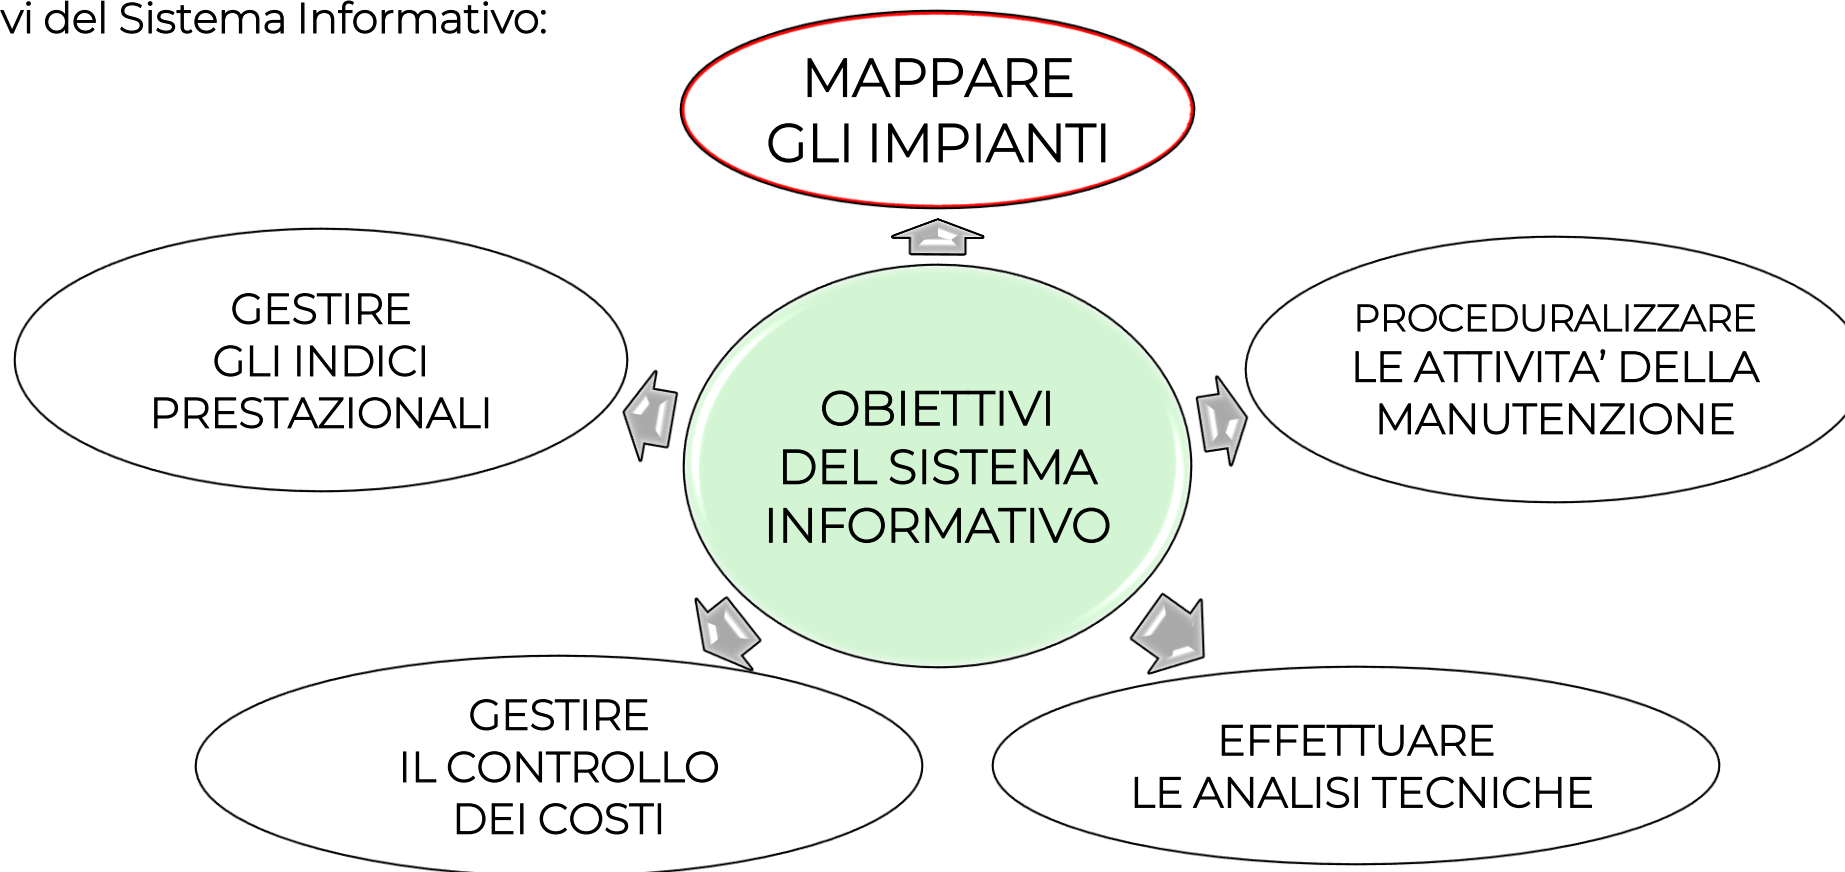 vi del Sistema Informativo:
MAPPARE
GLI IMPIANTI
GESTIRE
GLI INDICI
PRESTAZIONALI
OBIETTIVI
DEL SISTEMA
INFORMATIVO
PROCEDURALIZZARE
LE ATTIVITA’ DELLA
MANUTENZIONE
GESTIRE
IL CONTROLLO
DEI COSTI
EFFETTUARE
LE ANALISI TECNICHE